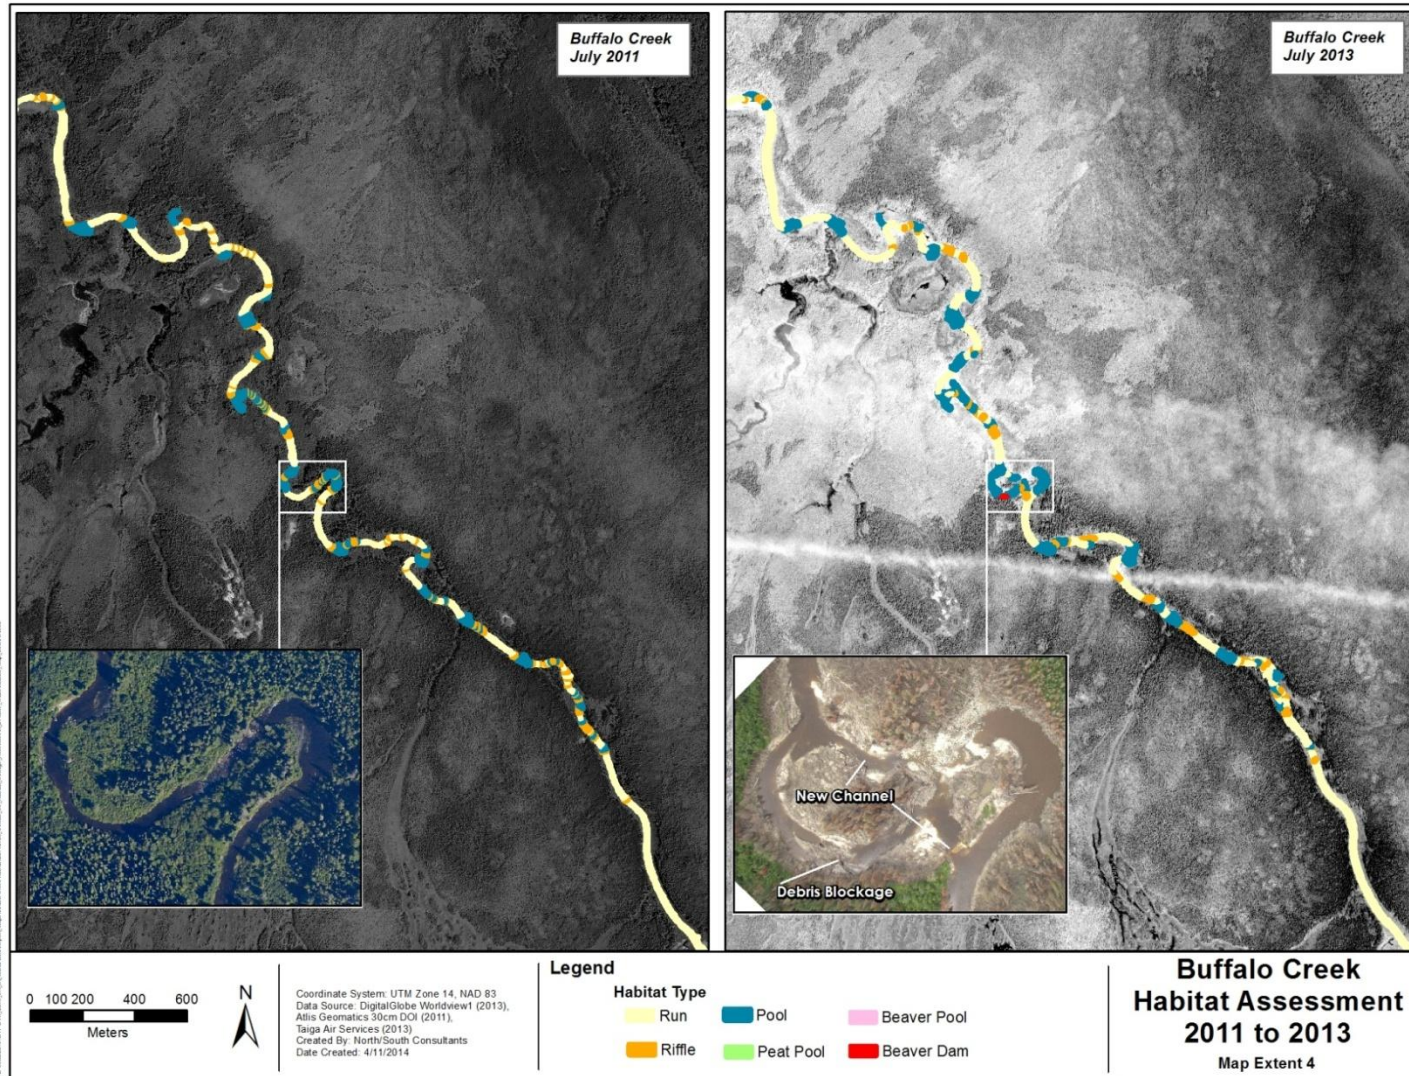 Buffalo Creek
July 2011
Buffalo Creek
July 2013
New Channel
Debris Blockage
0 100 200 400 600
Meters
N
Coordinate System: UTM Zone 14, NAD 83
Data Source: DigitalGlobe Worldview1 (2013),
Atlis Geomatics 30cm DOI (2011),
Taiga Air Services (2013)
Created By: North/South Consultants
Date Created: 4/11/2014
Legend
Habitat Type
Run
Pool
Beaver Pool
Riffle
Peat Pool
Beaver Dam
Buffalo Creek
Habitat Assessment
2011 to 2013
Map Extent 4